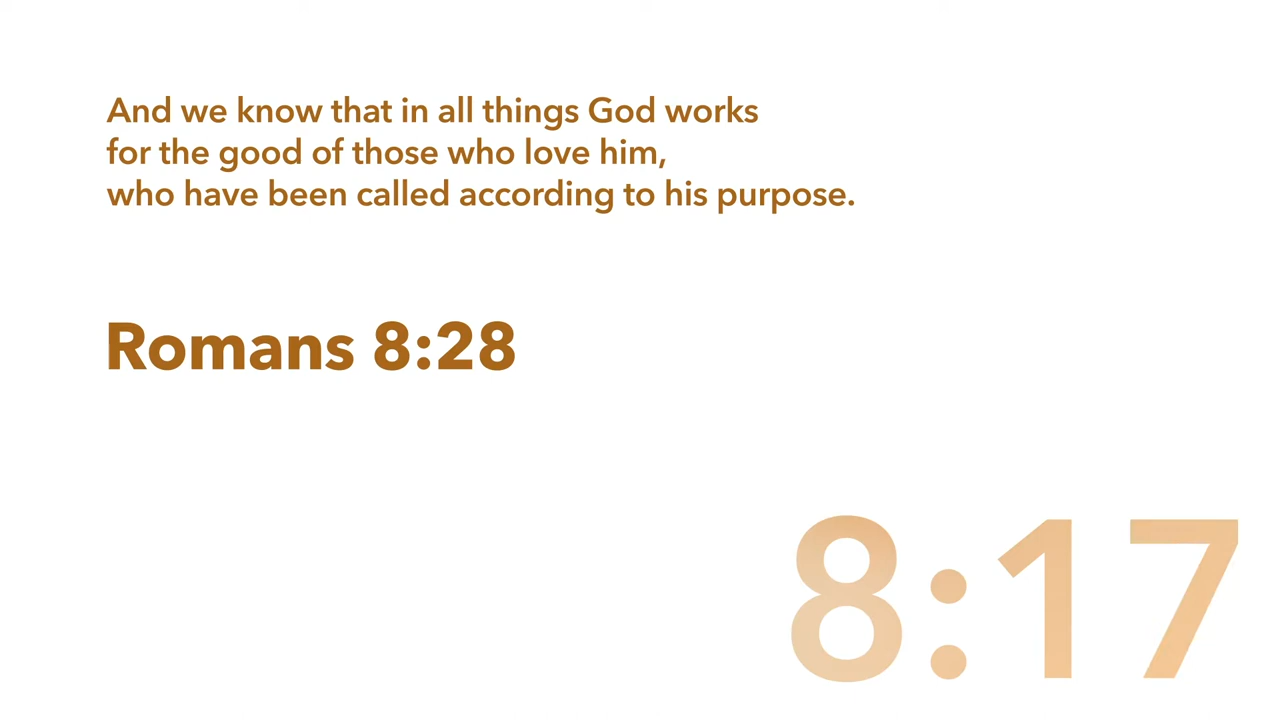 And we know that in all things God works
for the good of those who love him,
who have been called according to his purpose.
Romans 8:28
8:17